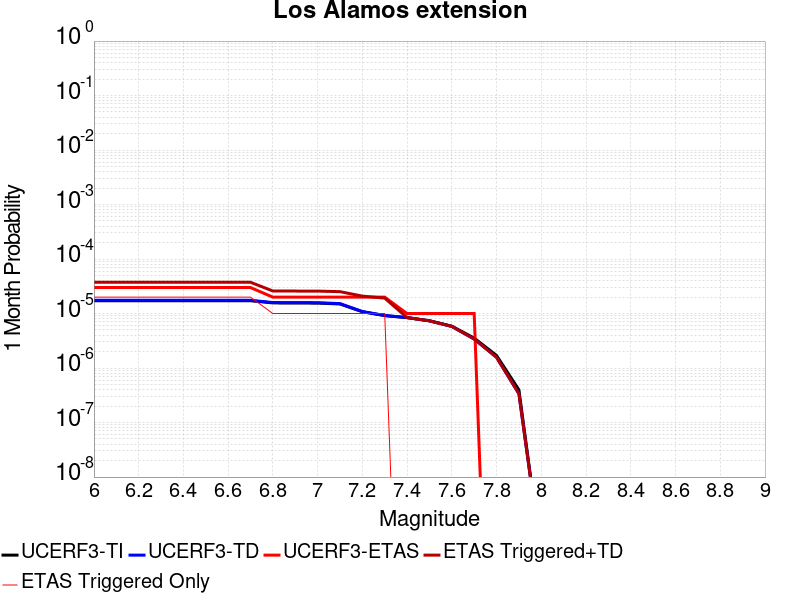 Los Alamos extension
10^0
10^-1
10^-2
10^-3
10^-4
10^-5
10^-6
10^-7
10^-8
1 Month Probability
6 6.2 6.4 6.6 6.8 7 7.2 7.4 7.6 7.8 8 8.2 8.4 8.6 8.8 9
Magnitude
UCERF3-TI UCERF3-TD UCERF3-ETAS ETAS Triggered+TD
ETAS Triggered Only